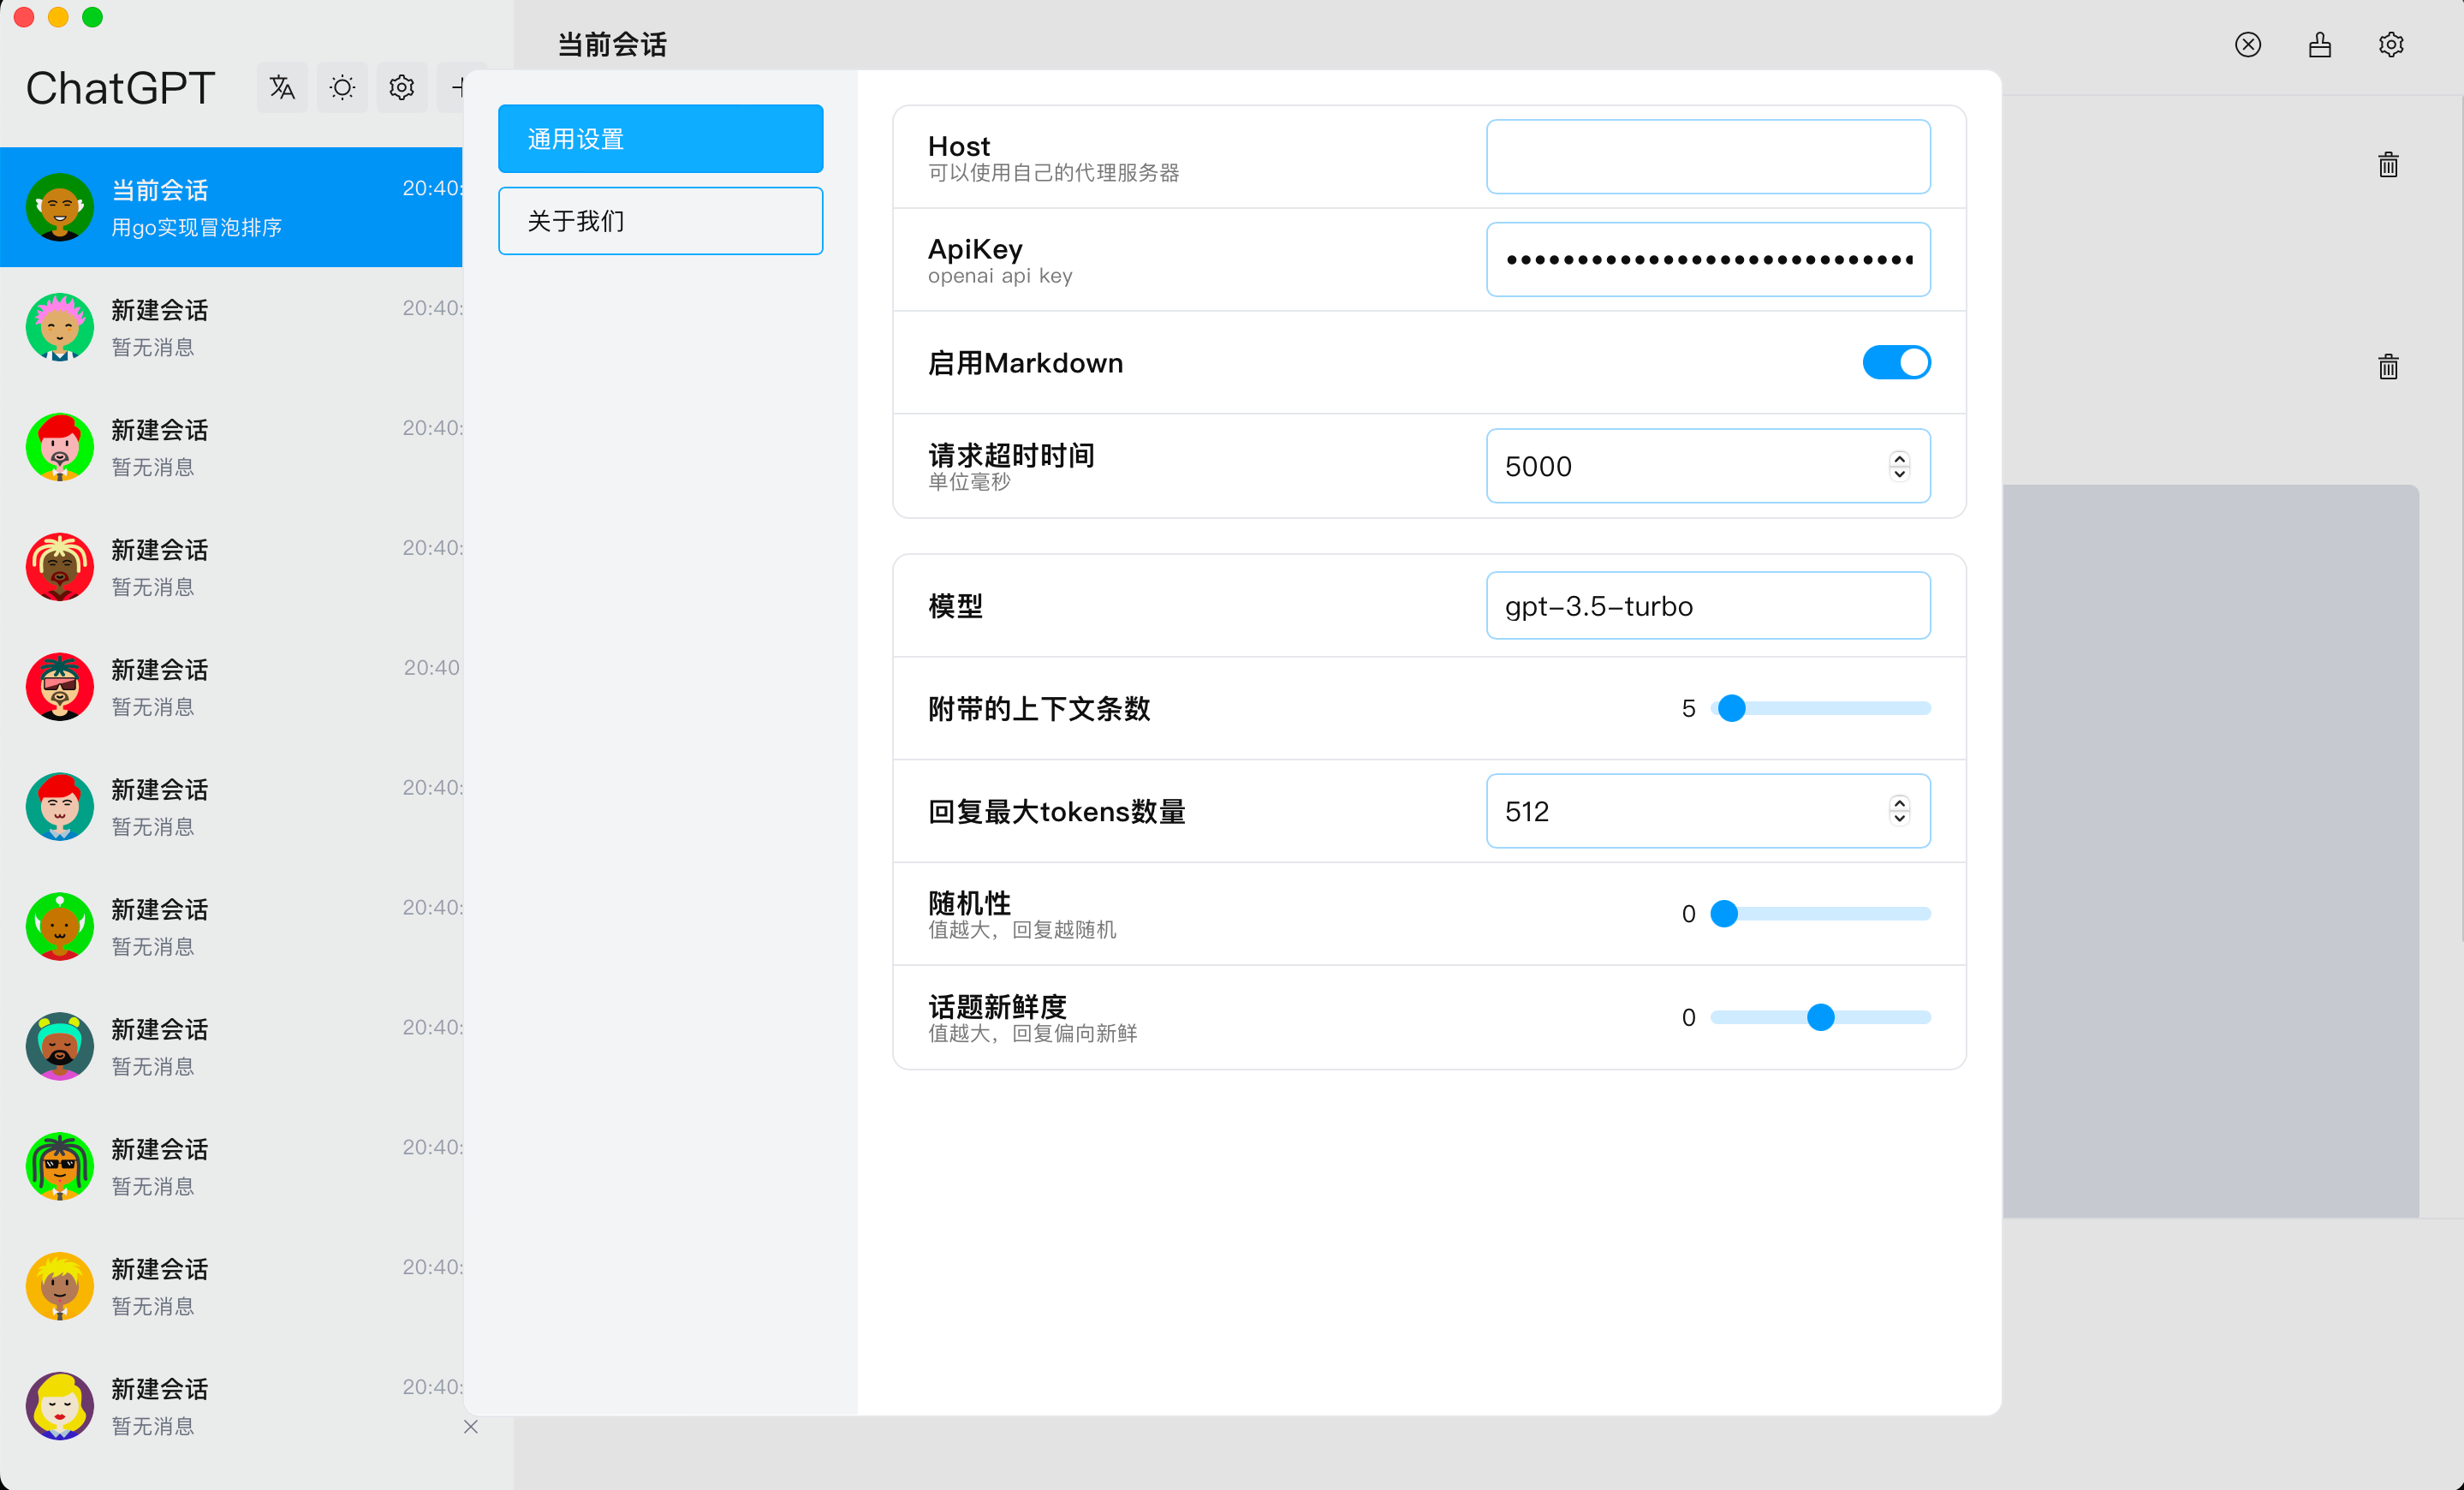 当前会话
ChatGPT
当前会话
20:40:
用go实现冒泡排序
新建会话
20:40:
暂无消息
新建会话
20:40:
暂无消息
新建会话
20:40:
暂无消息
新建会话
20:40
暂无消息
新建会话
20:40:
暂无消息
新建会话
20:40:
暂无消息
新建会话
20:40:
暂无消息
新建会话
20:40:
暂无消息
新建会话
20:40:
暂无消息
新建会话
20:40:
暂无消息
通用设置
关于我们
Host
可以使用自己的代理服务器
ApiKey
openai api key
启用Markdown
请求超时时间
单位毫秒
5000
模型
gpt-3.5-turbo
附带的上下文条数
5
回复最大tokens数量
512
随机性
值越大，回复越随机
0
话题新鲜度
值越大，回复偏向新鲜
0